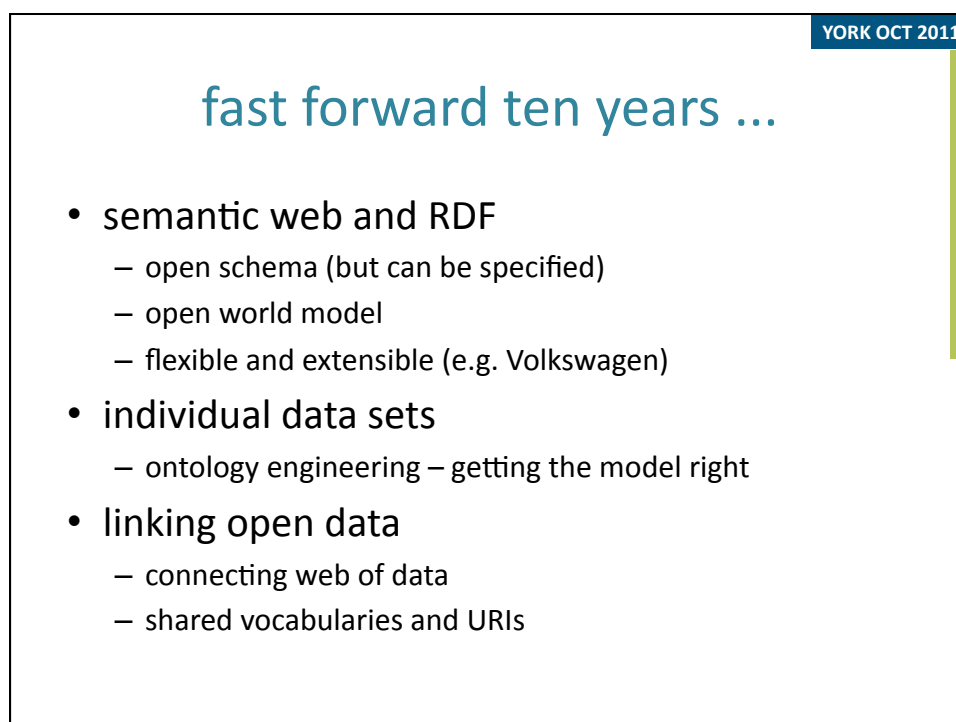 YORK OCT 2011
fast forward ten years ...
• semantic web and RDF
– open schema (but can be specified)
– open world model
– flexible and extensible (e.g. Volkswagen)
• individual data sets
– ontology engineering – getting the model right
• linking open data
– connecting web of data
– shared vocabularies and URIs